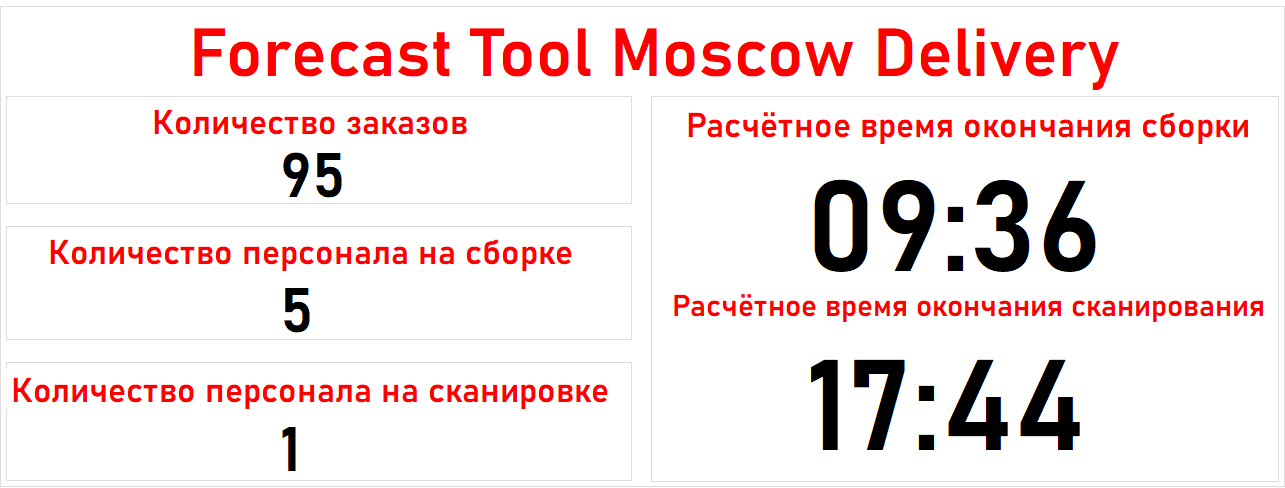 Forecast Tool Moscow Delivery
Количество заказов
95
Количество персонала на сборке
5
Количество персонала на сканировке
1
Расчётное время окончания сборки
09:36
Расчётное время окончания сканирования
17:44